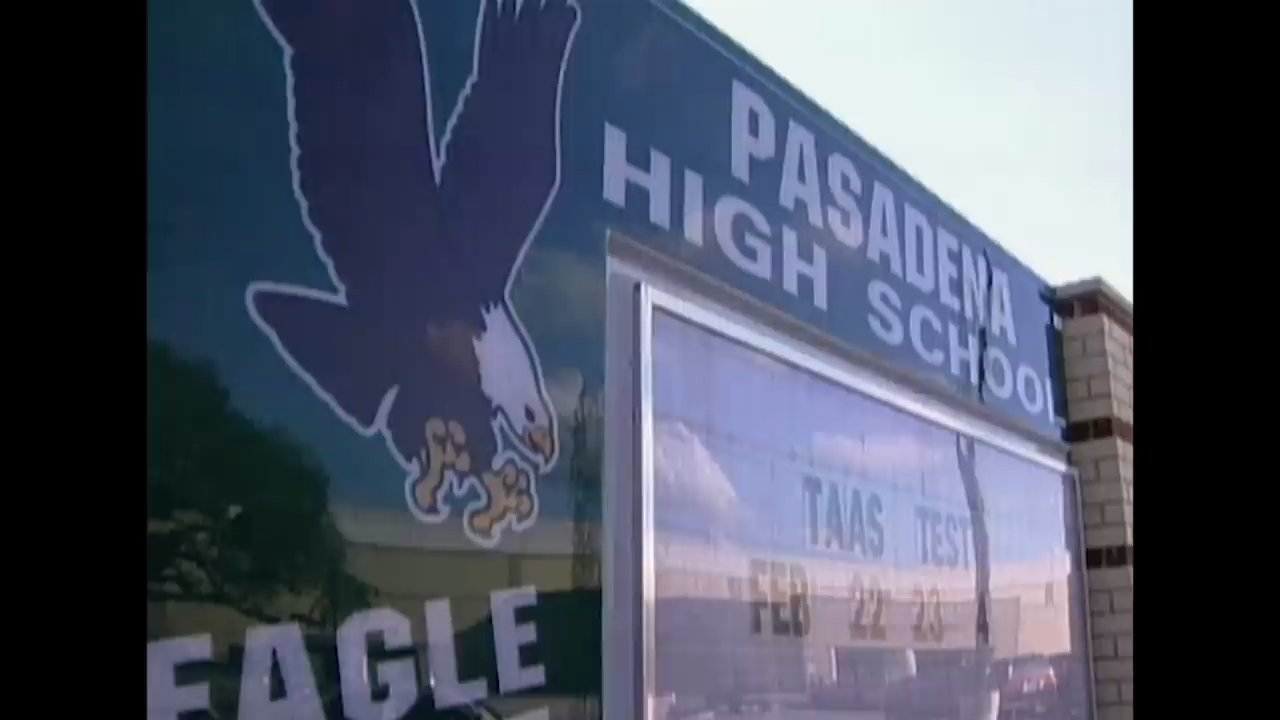 PASADENA
HIGH SCHOOL
TAAS TEST
FEB 22 23
EAGLE